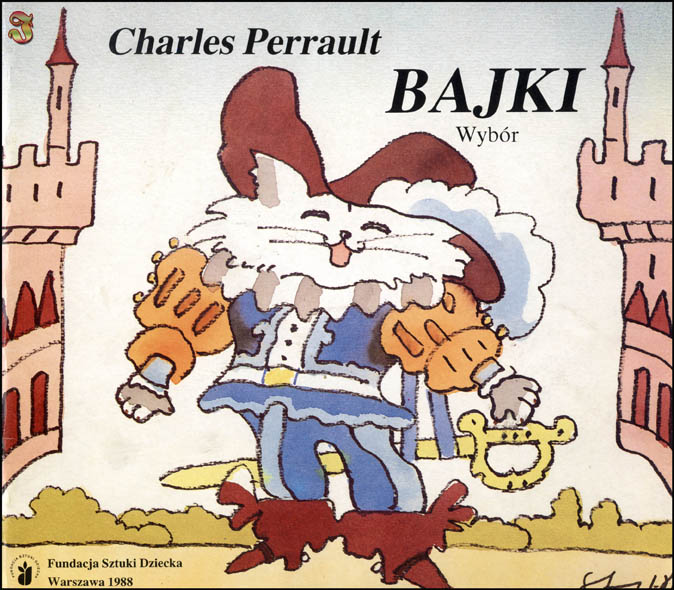 Charles Perrault
BAJKI
Wybór
Fundacja Sztuki Dziecka
Warszawa 1988